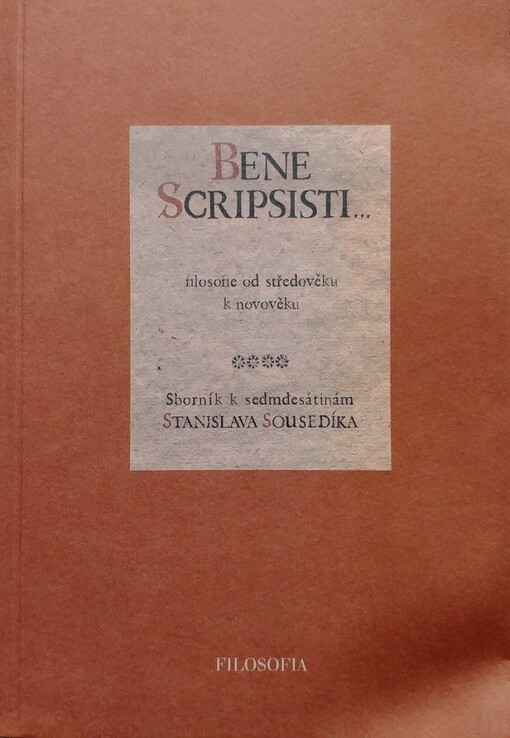 BENE
SCRIPSISTI...
filosofie od středověku
k novověku
Sborník k sedmdesátinám
STANISLAVA SOUSEDÍKA
FILOSOFIA